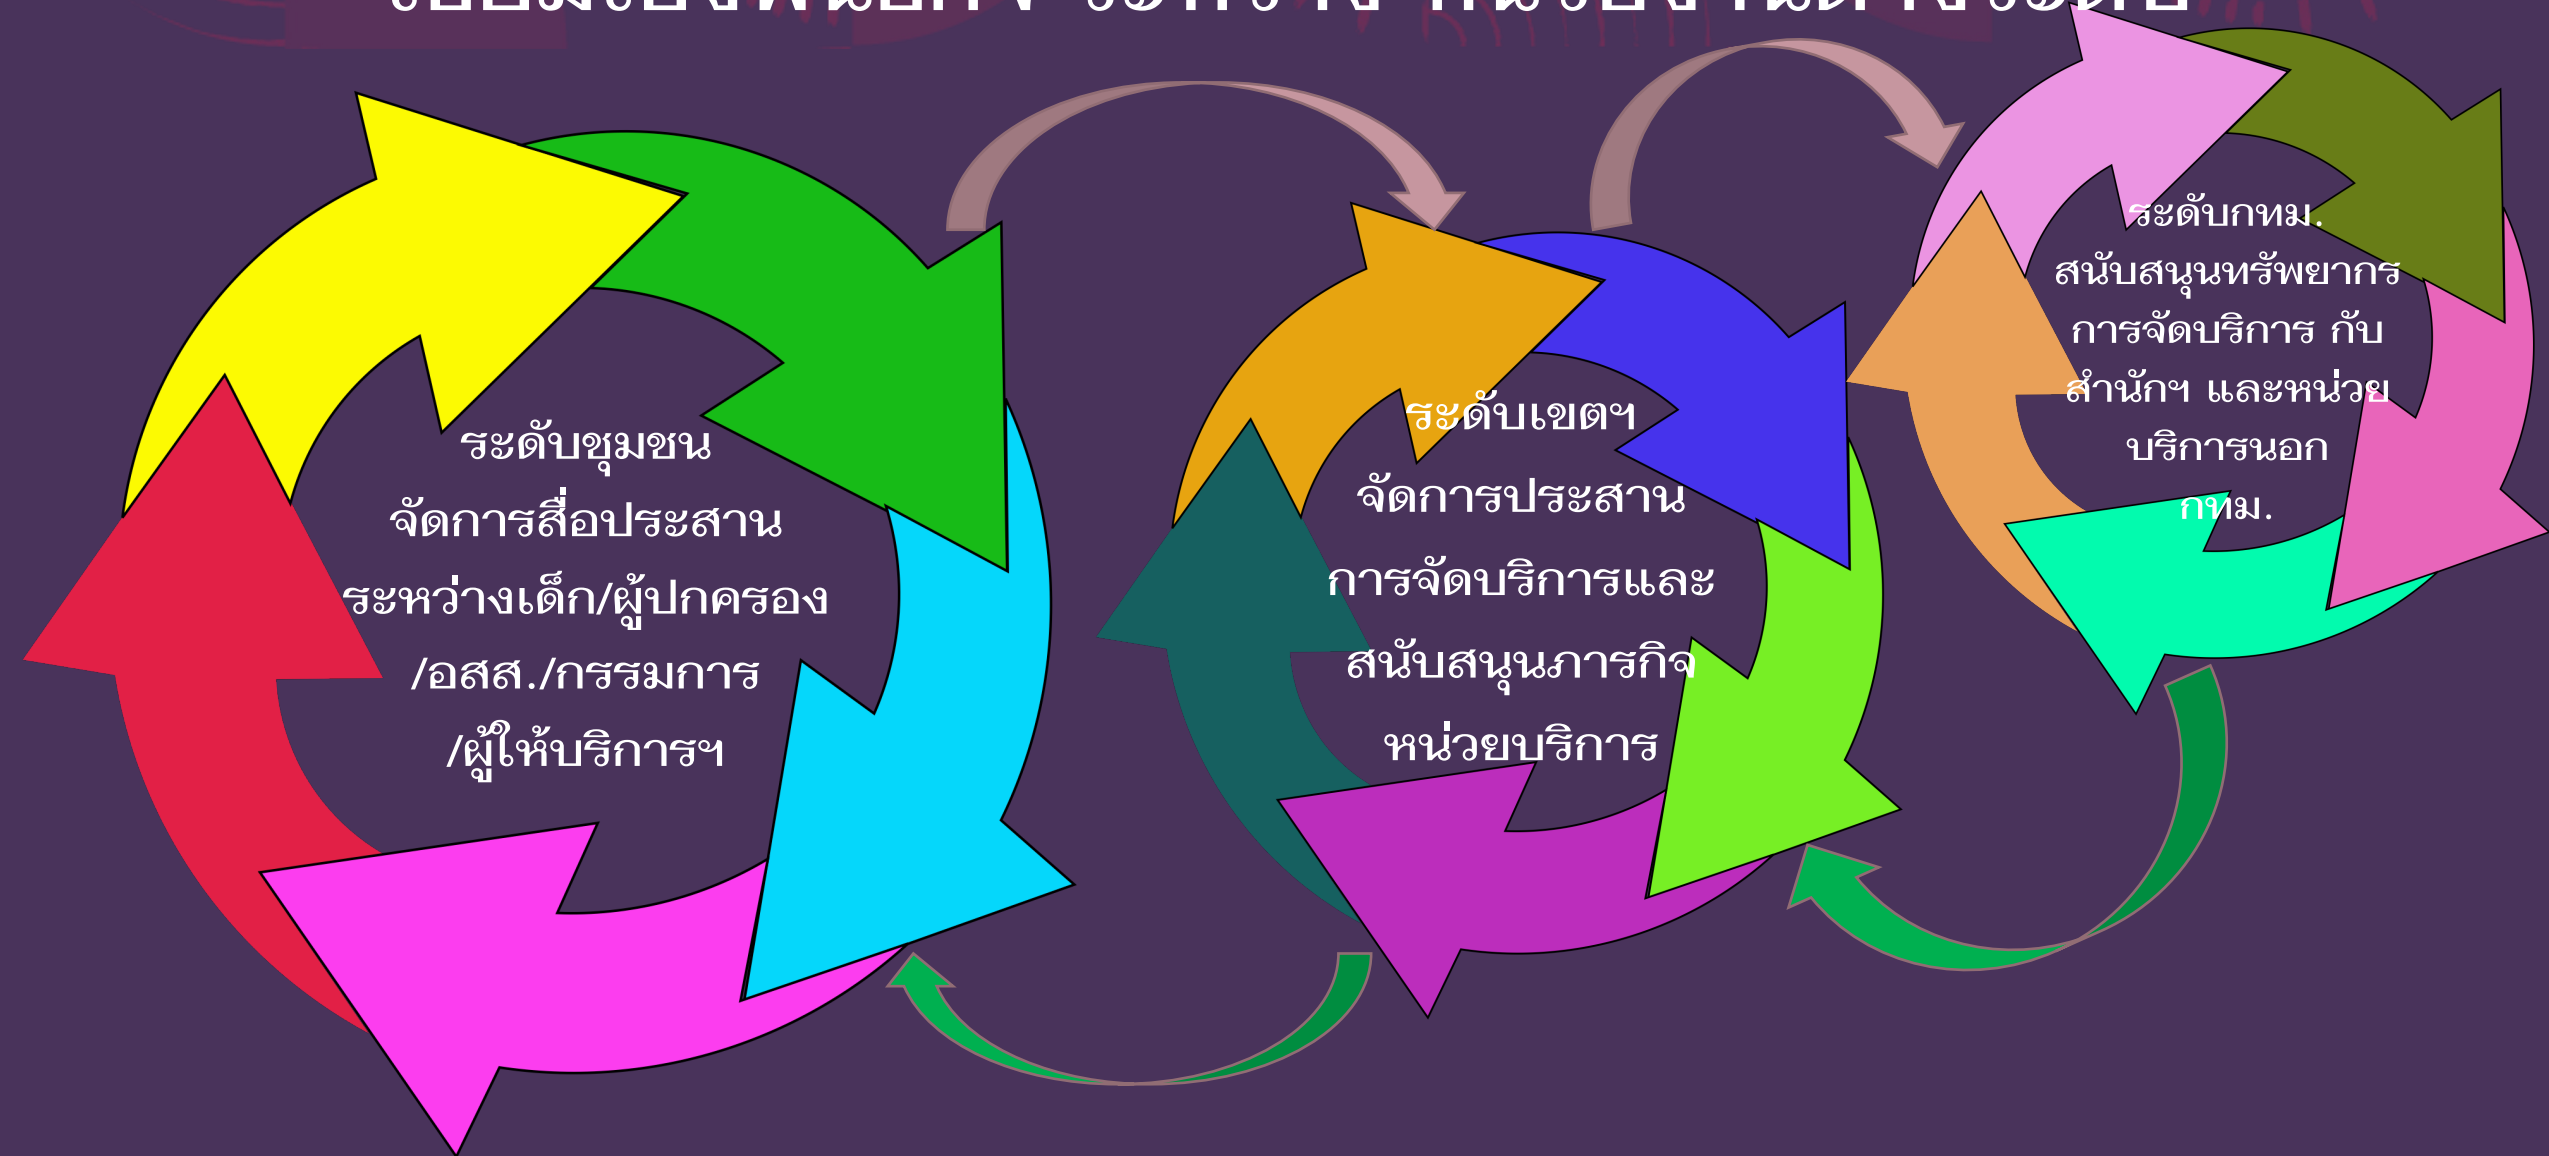 ระดับชุมชน
จัดการสื่อประสาน
ระหว่างเด็ก/ผู้ปกครอง
/อสส./กรรมการ
/ผู้ให้บริการฯ
ระดับเขตฯ
จัดการประสาน
การจัดบริการและ
สนับสนุนภารกิจ
หน่วยบริการ
ระดับกทม.
สนับสนุนทรัพยากร
การจัดบริการ กับ
สำนักฯ และหน่วย
บริการนอก
กทม.